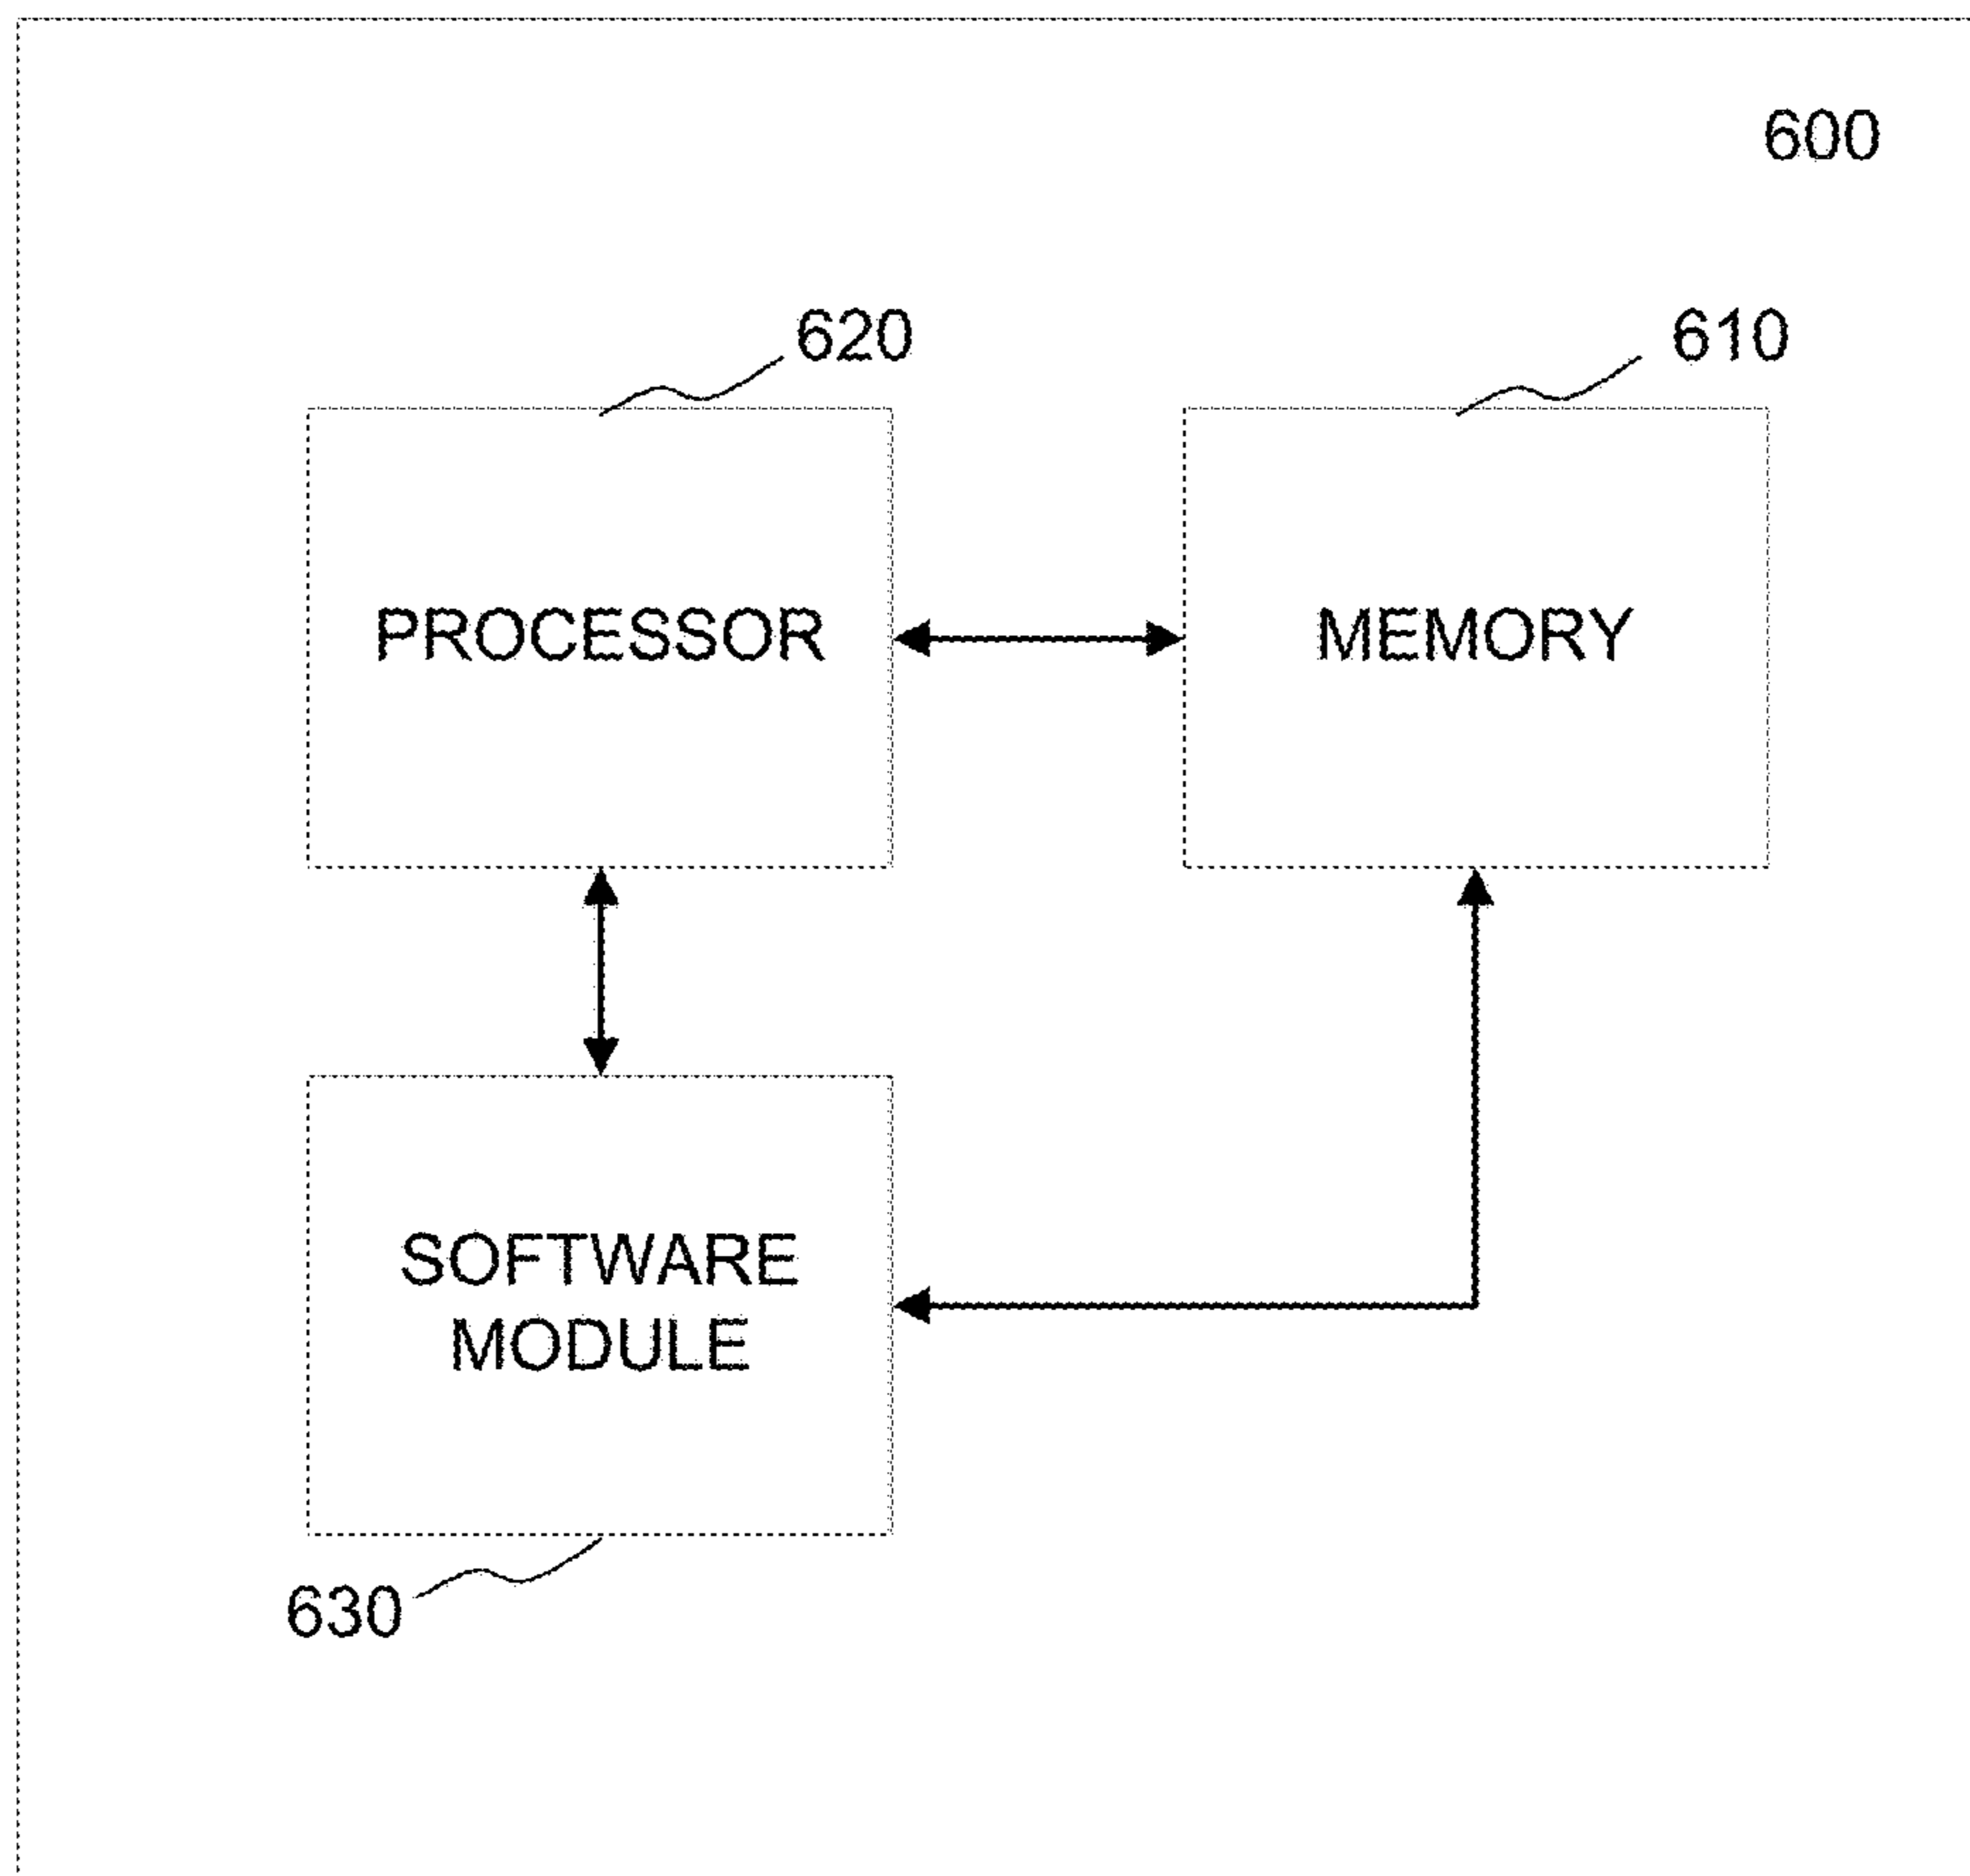 600
620
610
PROCESSOR
MEMORY
SOFTWARE
MODULE
630